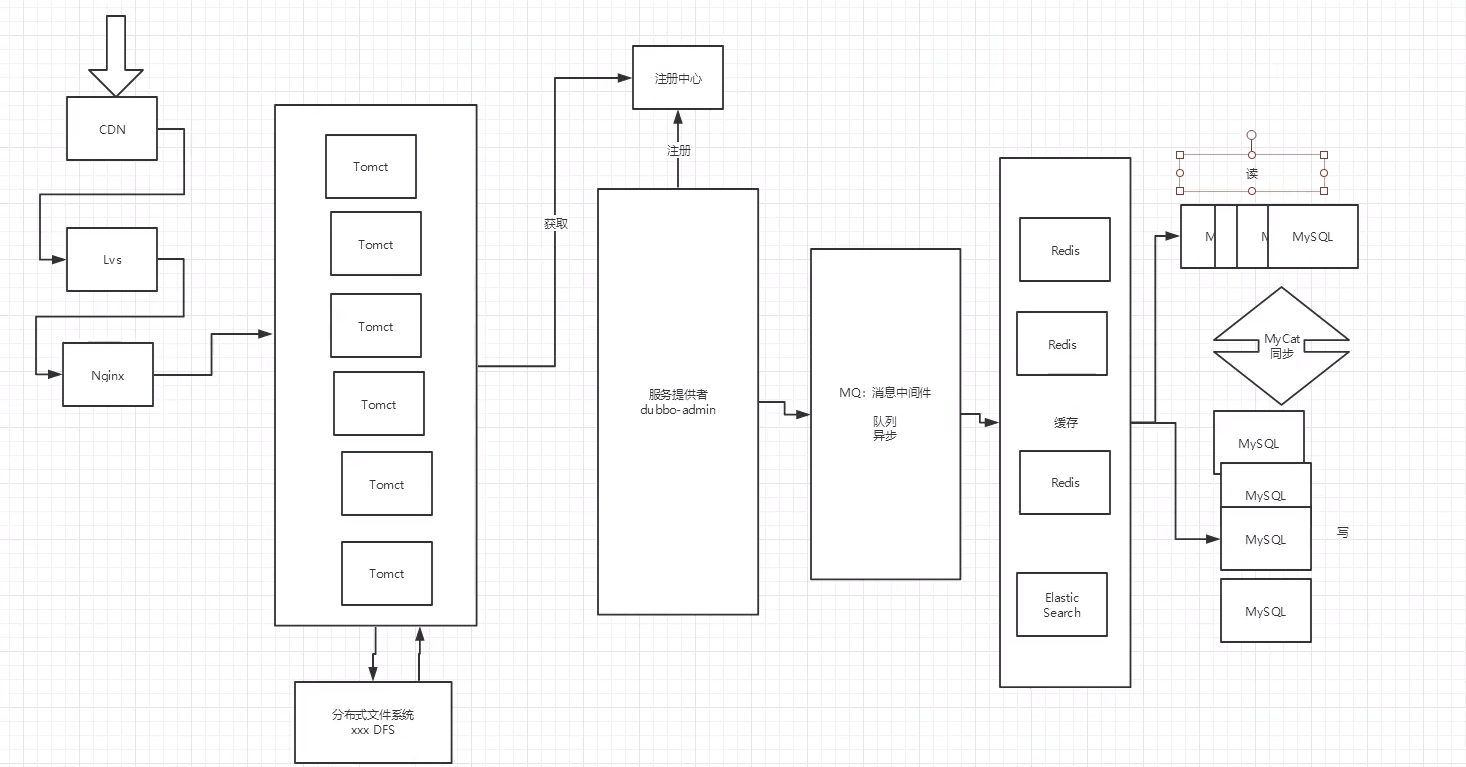 CDN
Lvs
Nginx
Tomct
Tomct
Tomct
Tomct
Tomct
Tomct
分布式文件系统
xxx DFS
获取
注册中心
注册
服务提供者
dubbo-admin
MQ：消息中间件
队列
异步
Redis
Redis
缓存
Redis
Elastic
Search
读
M
M
MySQL
MyCat
同步
MySQL
MySQL
MySQL
写
MySQL